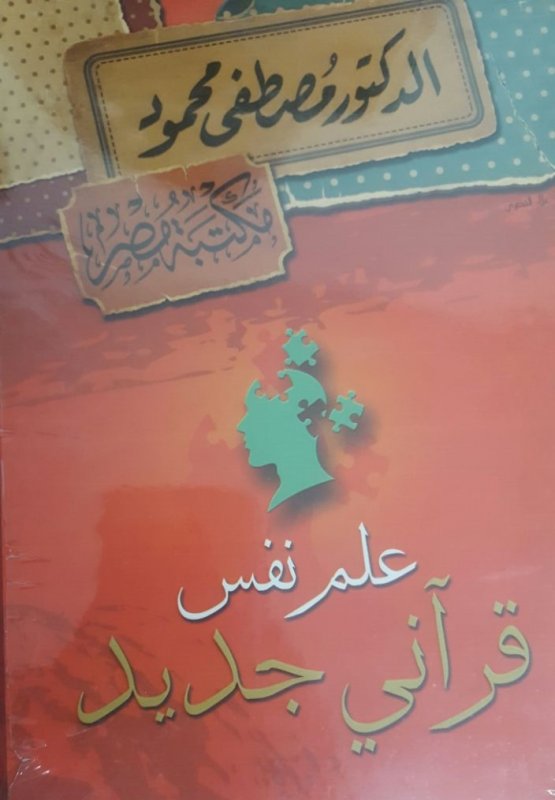 الدكتور مصطفى محمود
مكتبة مصر
علم نفس
قرآني جديد